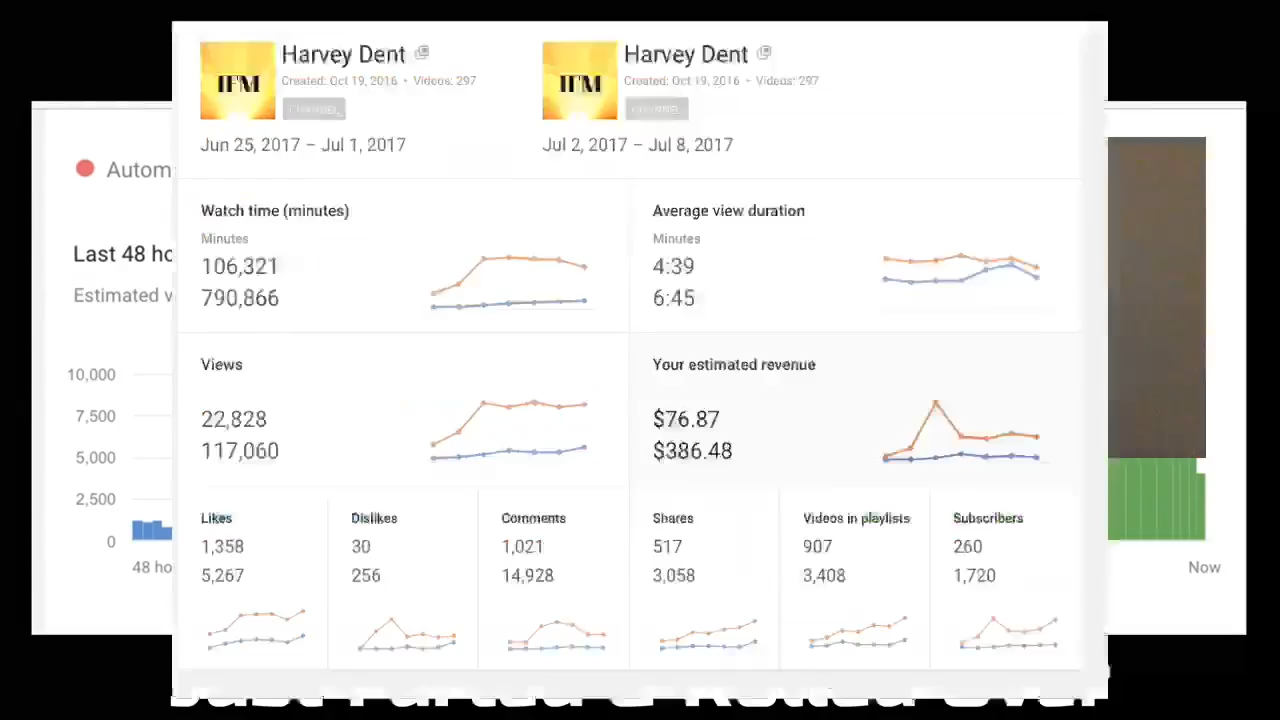 Harvey Dent
Created: Oct 19, 2016 • Videos: 297
CHANNEL
Jun 25, 2017 – Jul 1, 2017
IFM
Harvey Dent
Created: Oct 19, 2016 • Videos: 297
CHANNEL
Jul 2, 2017 – Jul 8, 2017
IFM
Autom
Last 48 ho
Estimated v
10,000
7,500
5,000
2,500
0
48 ho
Now
Watch time (minutes)
Minutes
106,321
790,866
Average view duration
Minutes
4:39
6:45
Views
22,828
117,060
Your estimated revenue
$76.87
$386.48
Likes
1,358
5,267
Dislikes
30
256
Comments
1,021
14,928
Shares
517
3,058
Videos in playlists
907
3,408
Subscribers
260
1,720